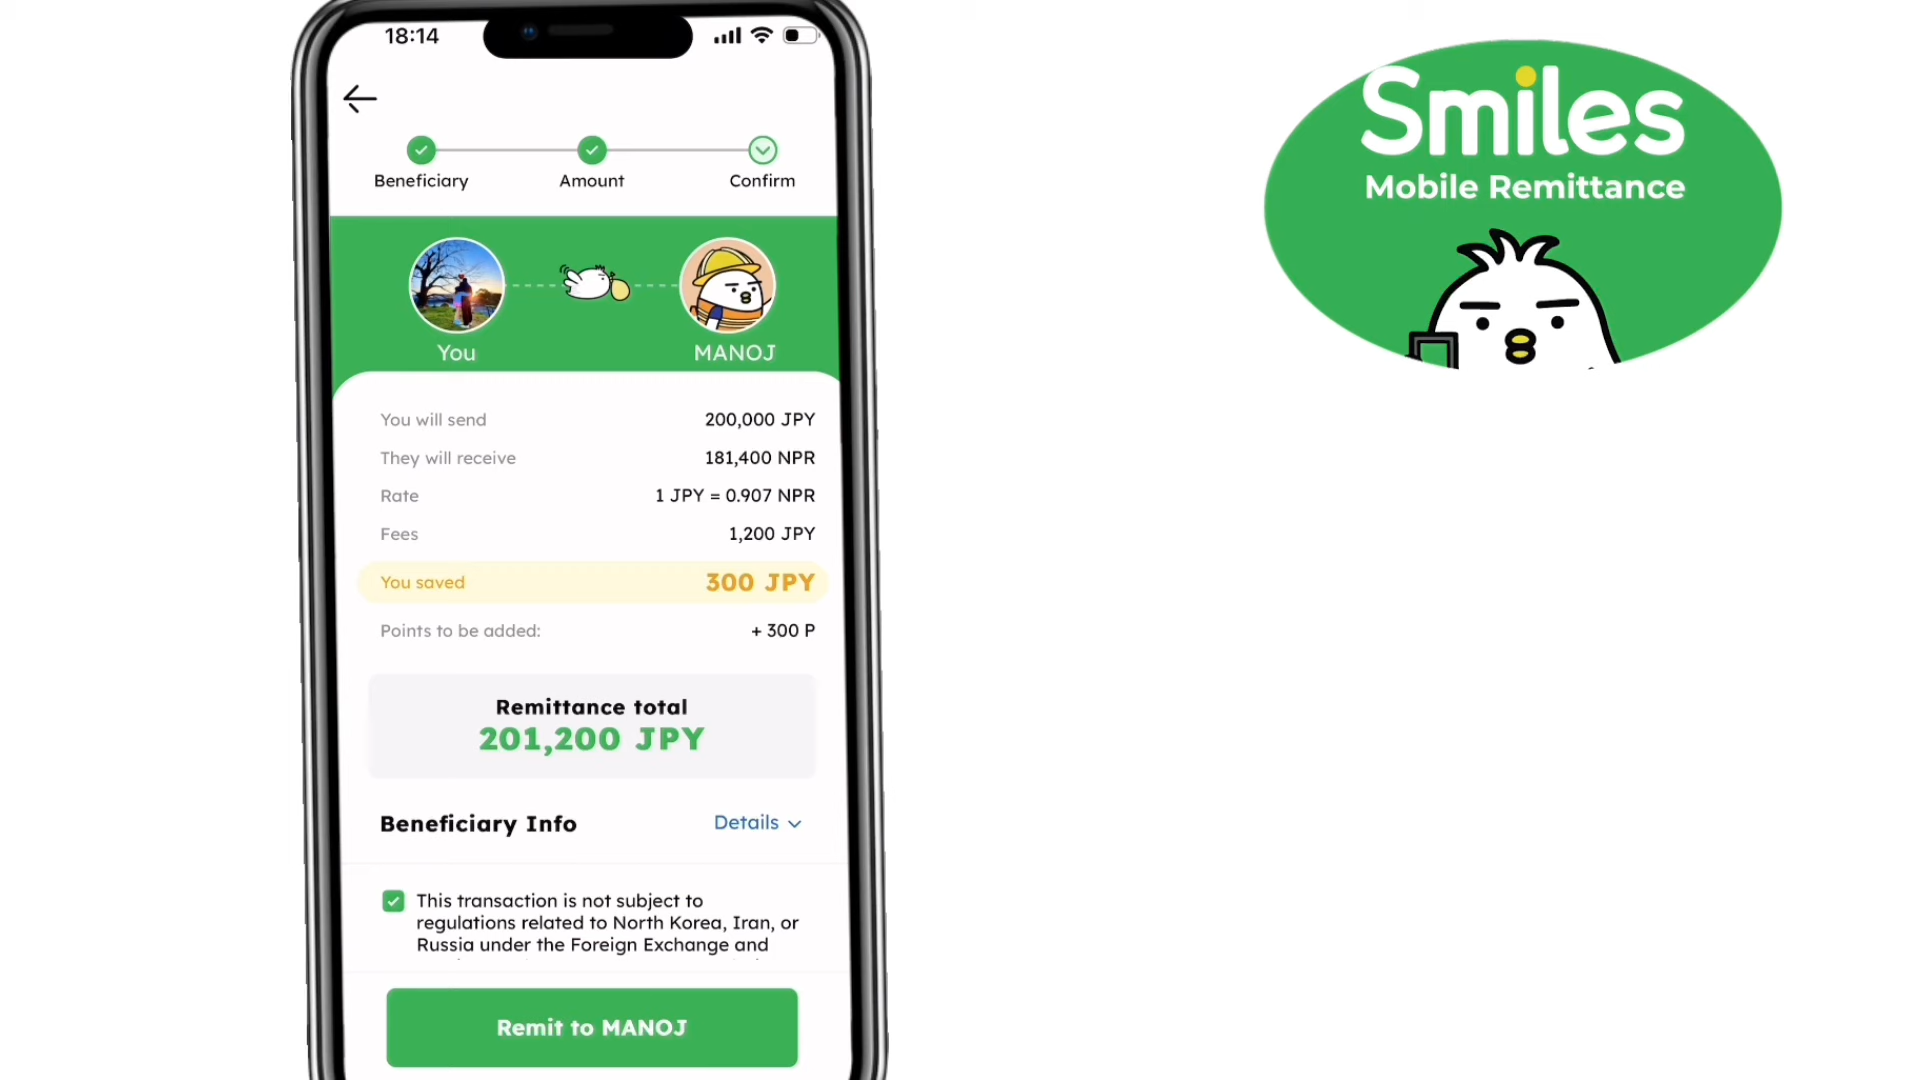 18:14
Beneficiary
Amount
Confirm
You
MANOJ
You will send 200,000 JPY
They will receive 181,400 NPR
Rate 1 JPY = 0.907 NPR
Fees 1,200 JPY
You saved 300 JPY
Points to be added: + 300 P
Remittance total
201,200 JPY
Beneficiary Info Details
This transaction is not subject to
regulations related to North Korea, Iran, or
Russia under the Foreign Exchange and
Remit to MANOJ
Smiles
Mobile Remittance